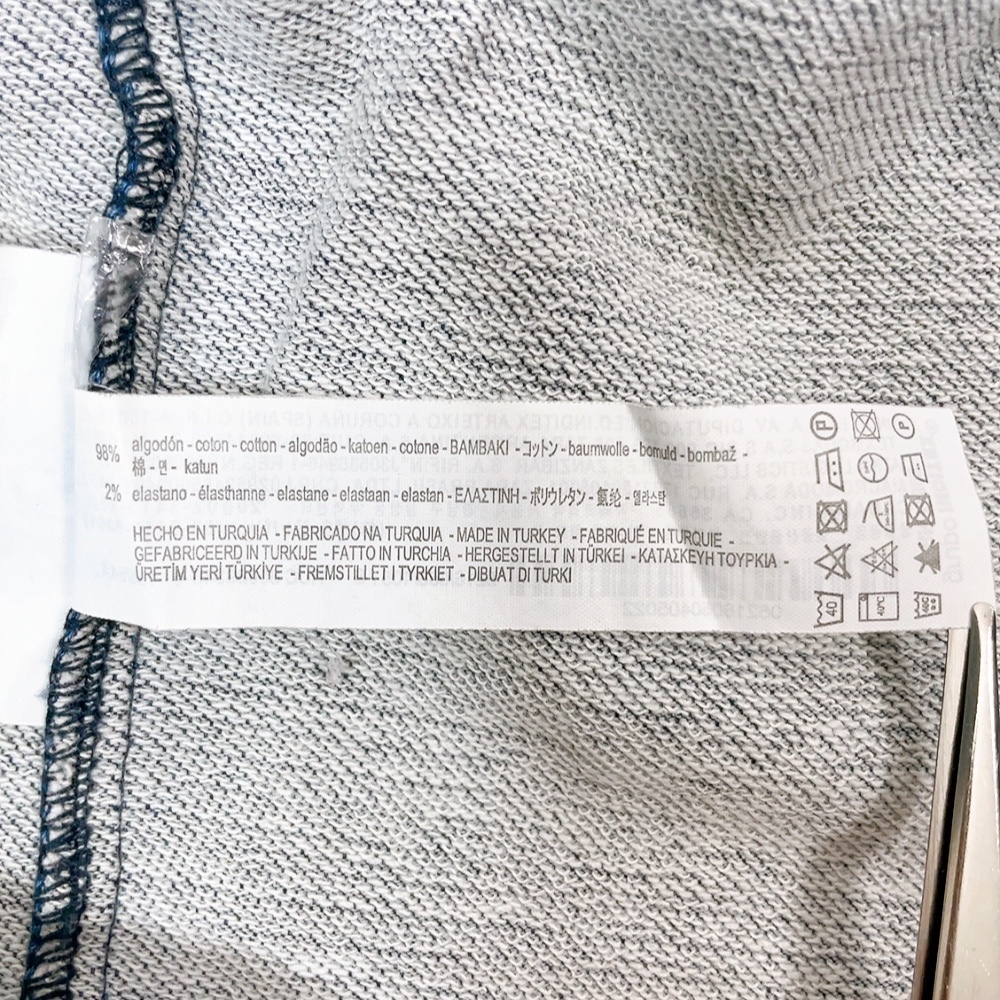 98% algodón - coton - cotton - algodão - katoen - cotone - BAMBAKI - コットン - baumwolle - bomuld - bombaž -
棉 - 면 - katun
2% elastano - élasthanne - elastane - elastaan - elastan - ΕΛΑΣΤΙΝΗ - ポリウレタン - 氨纶 - 엘라스탄
HECHO EN TURQUIA - FABRICADO NA TURQUIA - MADE IN TURKEY - FABRIQUÉ EN TURQUIE -
GEFABRICEERD IN TURKIJE - FATTO IN TURCHIA - HERGESTELLT IN TÜRKEI - ΚΑΤΑΣΚΕΥΗ ΤΟΥΡΚΙΑ -
ÜRETİM YERİ TÜRKİYE - FREMSTILLET I TYRKIET - DIBUAT DI TURKI
P P
40 40°C